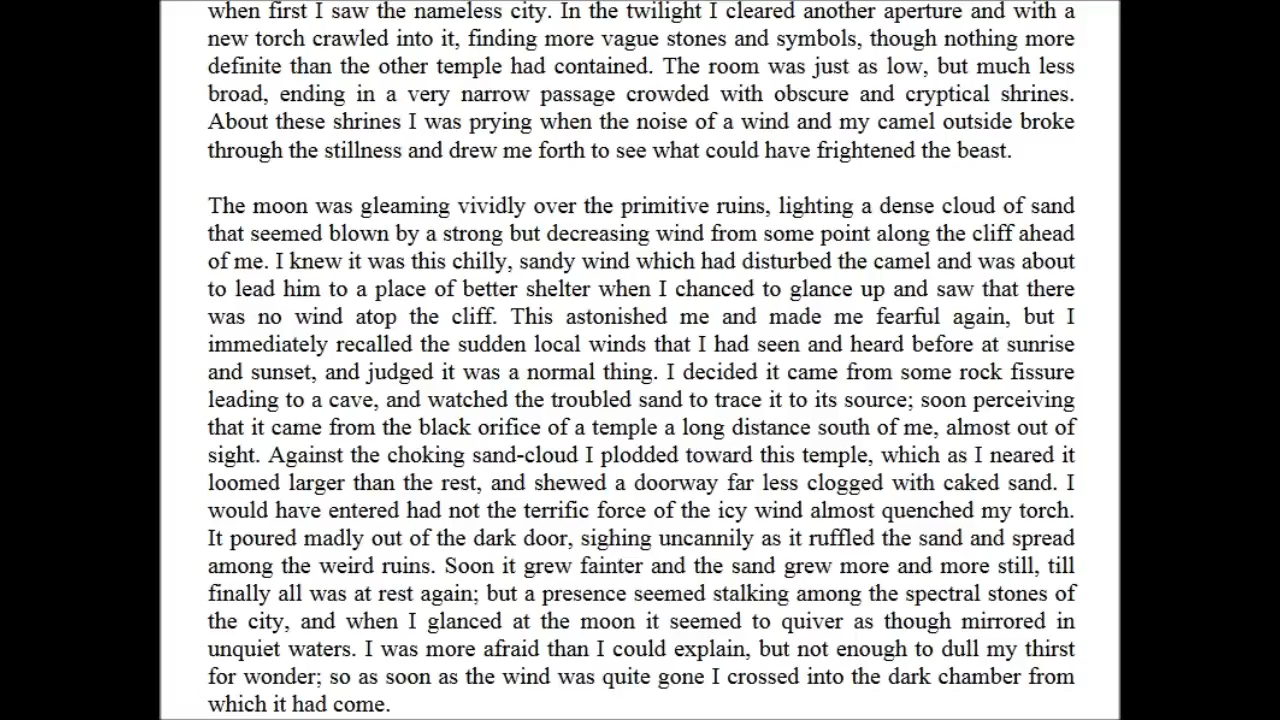 when first I saw the nameless city. In the twilight I cleared another aperture and with a
new torch crawled into it, finding more vague stones and symbols, though nothing more
definite than the other temple had contained. The room was just as low, but much less
broad, ending in a very narrow passage crowded with obscure and cryptical shrines.
About these shrines I was prying when the noise of a wind and my camel outside broke
through the stillness and drew me forth to see what could have frightened the beast.

The moon was gleaming vividly over the primitive ruins, lighting a dense cloud of sand
that seemed blown by a strong but decreasing wind from some point along the cliff ahead
of me. I knew it was this chilly, sandy wind which had disturbed the camel and was about
to lead him to a place of better shelter when I chanced to glance up and saw that there
was no wind atop the cliff. This astonished me and made me fearful again, but I
immediately recalled the sudden local winds that I had seen and heard before at sunrise
and sunset, and judged it was a normal thing. I decided it came from some rock fissure
leading to a cave, and watched the troubled sand to trace it to its source; soon perceiving
that it came from the black orifice of a temple a long distance south of me, almost out of
sight. Against the choking sand-cloud I plodded toward this temple, which as I neared it
loomed larger than the rest, and shewed a doorway far less clogged with caked sand. I
would have entered had not the terrific force of the icy wind almost quenched my torch.
It poured madly out of the dark door, sighing uncannily as it ruffled the sand and spread
among the weird ruins. Soon it grew fainter and the sand grew more and more still, till
finally all was at rest again; but a presence seemed stalking among the spectral stones of
the city, and when I glanced at the moon it seemed to quiver as though mirrored in
unquiet waters. I was more afraid than I could explain, but not enough to dull my thirst
for wonder; so as soon as the wind was quite gone I crossed into the dark chamber from
which it had come.